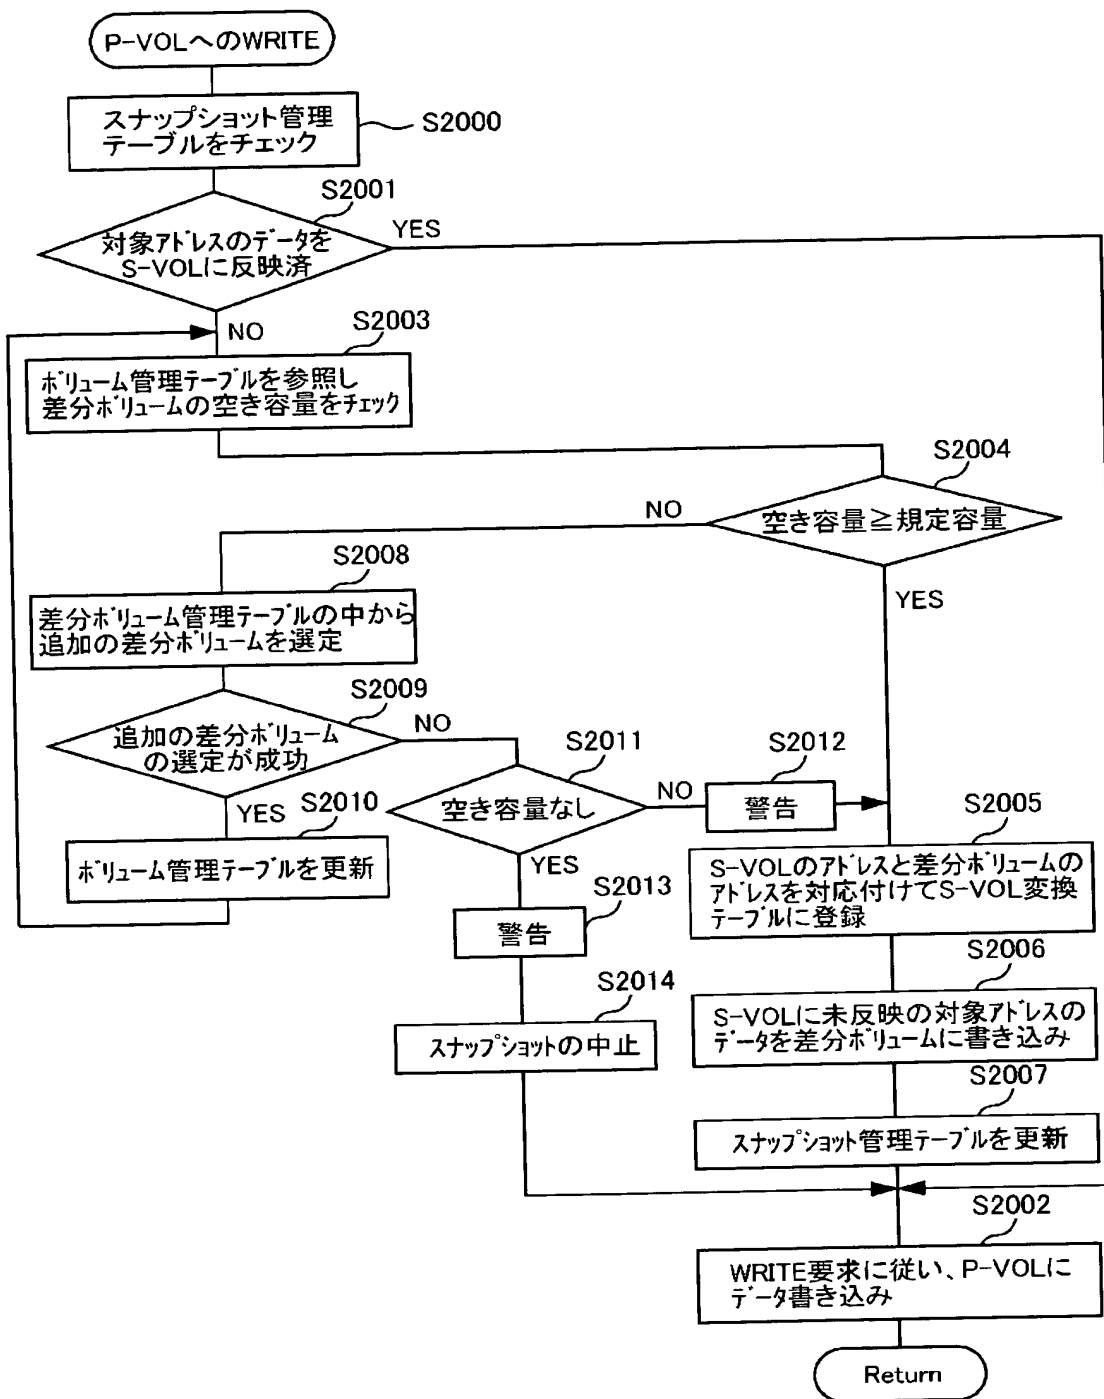 P-VOLへのWRITE
スナップショット管理
テーブルをチェック
S2000
S2001
対象アドレスのデータを
S-VOLに反映済
YES
NO
S2003
ボリューム管理テーブルを参照し
差分ボリュームの空き容量をチェック
S2004
空き容量≧規定容量
NO
YES
S2008
差分ボリューム管理テーブルの中から
追加の差分ボリュームを選定
S2009
追加の差分ボリューム
の選定が成功
NO
YES
S2010
ボリューム管理テーブルを更新
S2011
空き容量なし
NO
YES
S2012
警告
S2013
警告
S2014
スナップショットの中止
S2005
S-VOLのアドレスと差分ボリュームの
アドレスを対応付けてS-VOL変換
テーブルに登録
S2006
S-VOLに未反映の対象アドレスの
データを差分ボリュームに書き込み
S2007
スナップショット管理テーブルを更新
S2002
WRITE要求に従い、P-VOLに
データ書き込み
Return